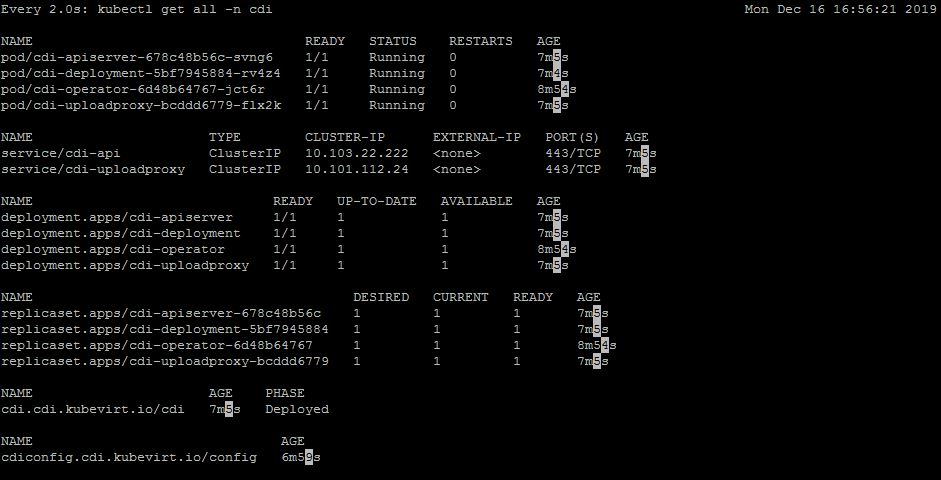 Every 2.0s: kubectl get all -n cdi Mon Dec 16 16:56:21 2019
NAME READY STATUS RESTARTS AGE
pod/cdi-apiserver-678c48b56c-svng6 1/1 Running 0 7m5s
pod/cdi-deployment-5bf7945884-rv4z4 1/1 Running 0 7m4s
pod/cdi-operator-6d48b64767-jct6r 1/1 Running 0 8m54s
pod/cdi-uploadproxy-bcddd6779-flx2k 1/1 Running 0 7m5s
NAME TYPE CLUSTER-IP EXTERNAL-IP PORT(S) AGE
service/cdi-api ClusterIP 10.103.22.222 <none> 443/TCP 7m5s
service/cdi-uploadproxy ClusterIP 10.101.112.24 <none> 443/TCP 7m5s
NAME READY UP-TO-DATE AVAILABLE AGE
deployment.apps/cdi-apiserver 1/1 1 1 7m5s
deployment.apps/cdi-deployment 1/1 1 1 7m5s
deployment.apps/cdi-operator 1/1 1 1 8m54s
deployment.apps/cdi-uploadproxy 1/1 1 1 7m5s
NAME DESIRED CURRENT READY AGE
replicaset.apps/cdi-apiserver-678c48b56c 1 1 1 7m5s
replicaset.apps/cdi-deployment-5bf7945884 1 1 1 7m5s
replicaset.apps/cdi-operator-6d48b64767 1 1 1 8m54s
replicaset.apps/cdi-uploadproxy-bcddd6779 1 1 1 7m5s
NAME AGE PHASE
cdi.cdi.kubevirt.io/cdi 7m5s Deployed
NAME AGE
cdiconfig.cdi.kubevirt.io/config 6m59s